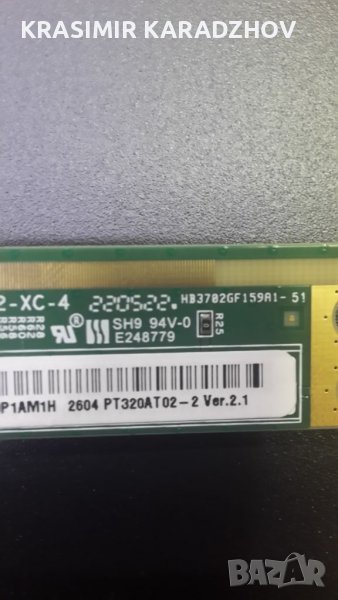 KRASIMIR KARADZHOV
2-XC-4 220522. HB3702GF159A1-51
SH9 94V-0
E248779
R25
P1AM1H 2604 PT320AT02-2 Ver.2.1
BAZAR